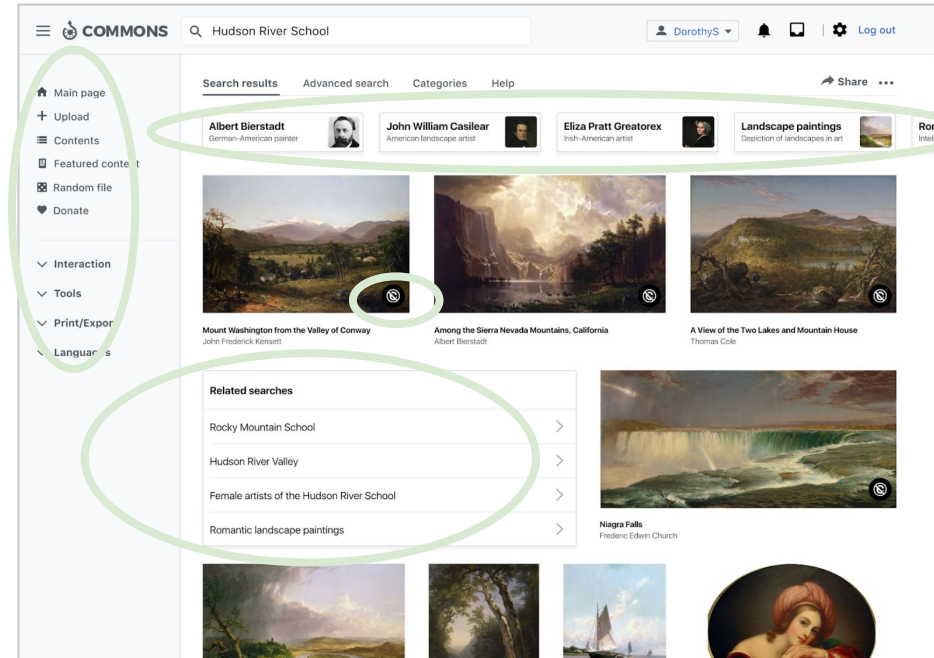 COMMONS
Hudson River School
DorothyS
Log out
Main page
Upload
Contents
Featured content
Random file
Donate
Interaction
Tools
Print/Expor
Languages
Search results Advanced search Categories Help
Share
Albert Bierstadt
German-American painter
John William Casilear
American landscape artist
Eliza Pratt Greatorex
Irish-American artist
Landscape paintings
Depiction of landscapes in art
Ror
Intell
Mount Washington from the Valley of Conway
John Frederick Kensett
Among the Sierra Nevada Mountains, California
Albert Bierstadt
A View of the Two Lakes and Mountain House
Thomas Cole
Related searches
Rocky Mountain School
Hudson River Valley
Female artists of the Hudson River School
Romantic landscape paintings
Niagra Falls
Frederic Edwin Church